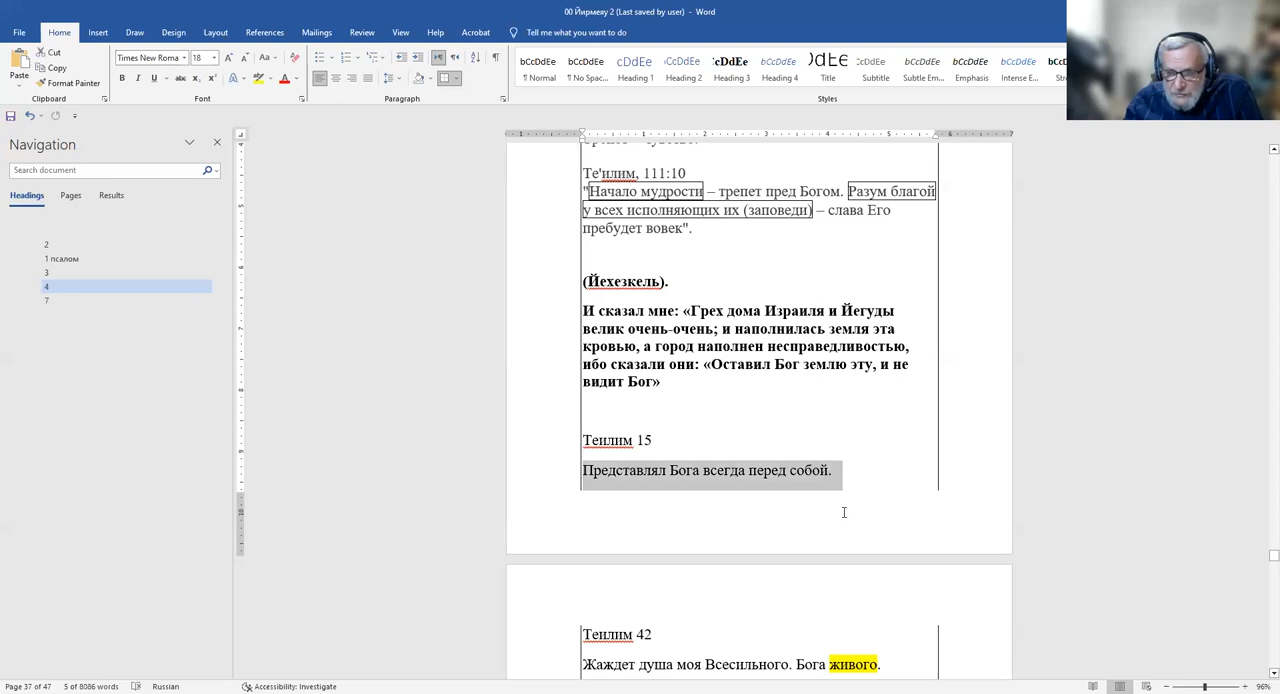 00 Йирмеяу 2 (Last saved by user) - Word
File Home Insert Draw Design Layout References Mailings Review View Help Acrobat Tell me what you want to do
Paste
Cut
Copy
Format Painter
Clipboard
Times New Roma 18
Font
Paragraph
AaBbCcDdEe
¶ Normal ¶ No Spac... Heading 1 Heading 2 Heading 3 Heading 4 Title Subtitle Subtle Em... Emphasis Intense E...
Styles
Navigation
Search document
Headings Pages Results
2
1 псалом
3
4
7
Те'илим, 111:10
"Начало мудрости – трепет пред Богом. Разум благой
у всех исполняющих их (заповеди) – слава Его
пребудет вовек".
(Йехезкель).
И сказал мне: «Грех дома Израиля и Йегуды
велик очень-очень; и наполнилась земля эта
кровью, а город наполнен несправедливостью,
ибо сказали они: «Оставил Бог землю эту, и не
видит Бог»
Теилим 15
Представлял Бога всегда перед собой.
Теилим 42
Жаждет душа моя Всесильного. Бога живого.
Page 37 of 47 5 of 8086 words Russian Accessibility: Investigate 96%